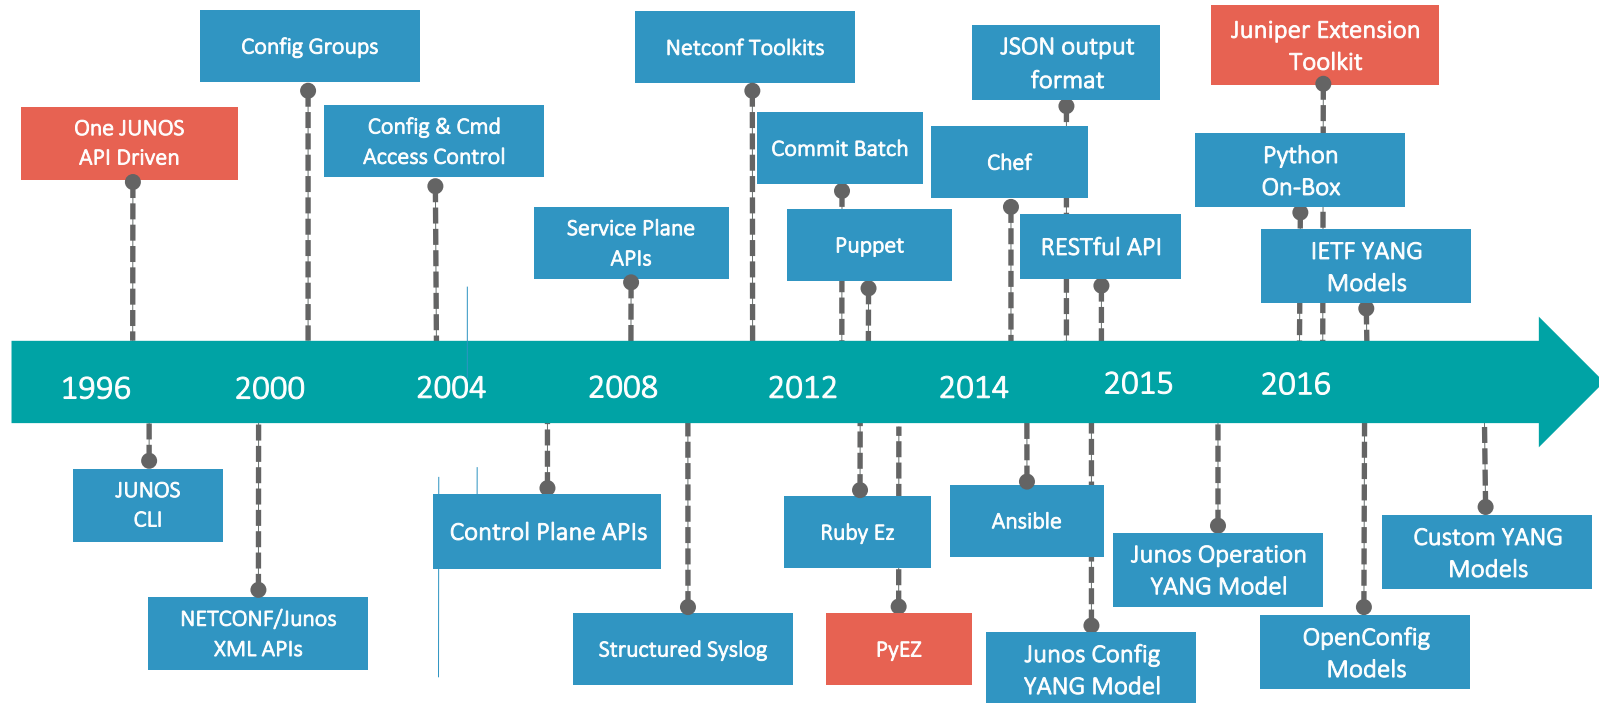 Config Groups
One JUNOS
API Driven
Config & Cmd
Access Control
Service Plane
APIs
Netconf Toolkits
Commit Batch
Puppet
JSON output
format
Chef
RESTful API
Juniper Extension
Toolkit
Python
On-Box
IETF YANG
Models
1996
2000
2004
2008
2012
2014
2015
2016
JUNOS
CLI
NETCONF/Junos
XML APIs
Control Plane APIs
Structured Syslog
Ruby Ez
PyEZ
Ansible
Junos Config
YANG Model
Junos Operation
YANG Model
OpenConfig
Models
Custom YANG
Models